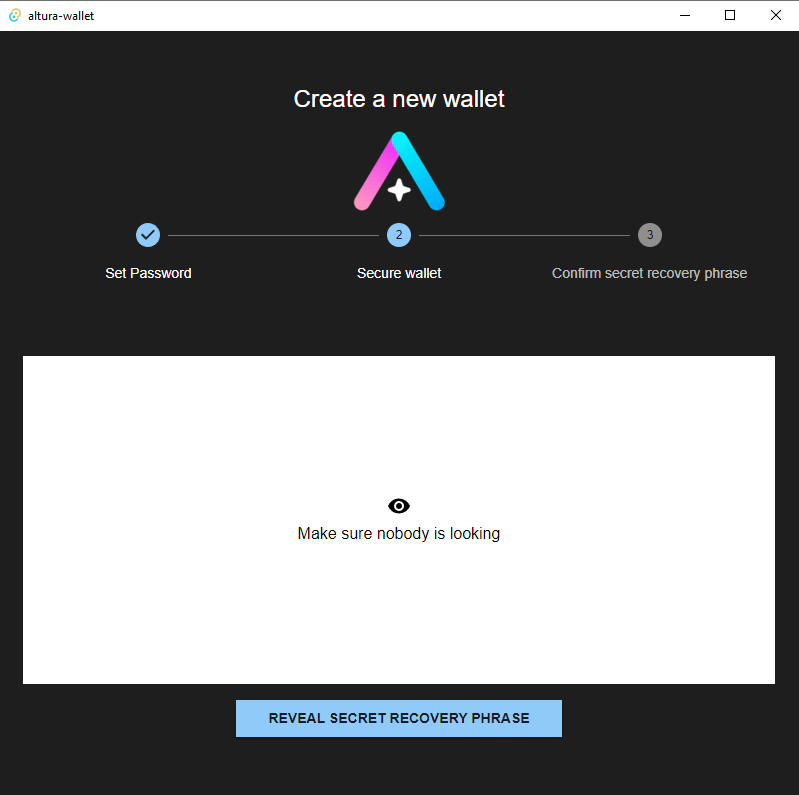 altura-wallet
Create a new wallet
2
3
Set Password
Secure wallet
Confirm secret recovery phrase
Make sure nobody is looking
REVEAL SECRET RECOVERY PHRASE